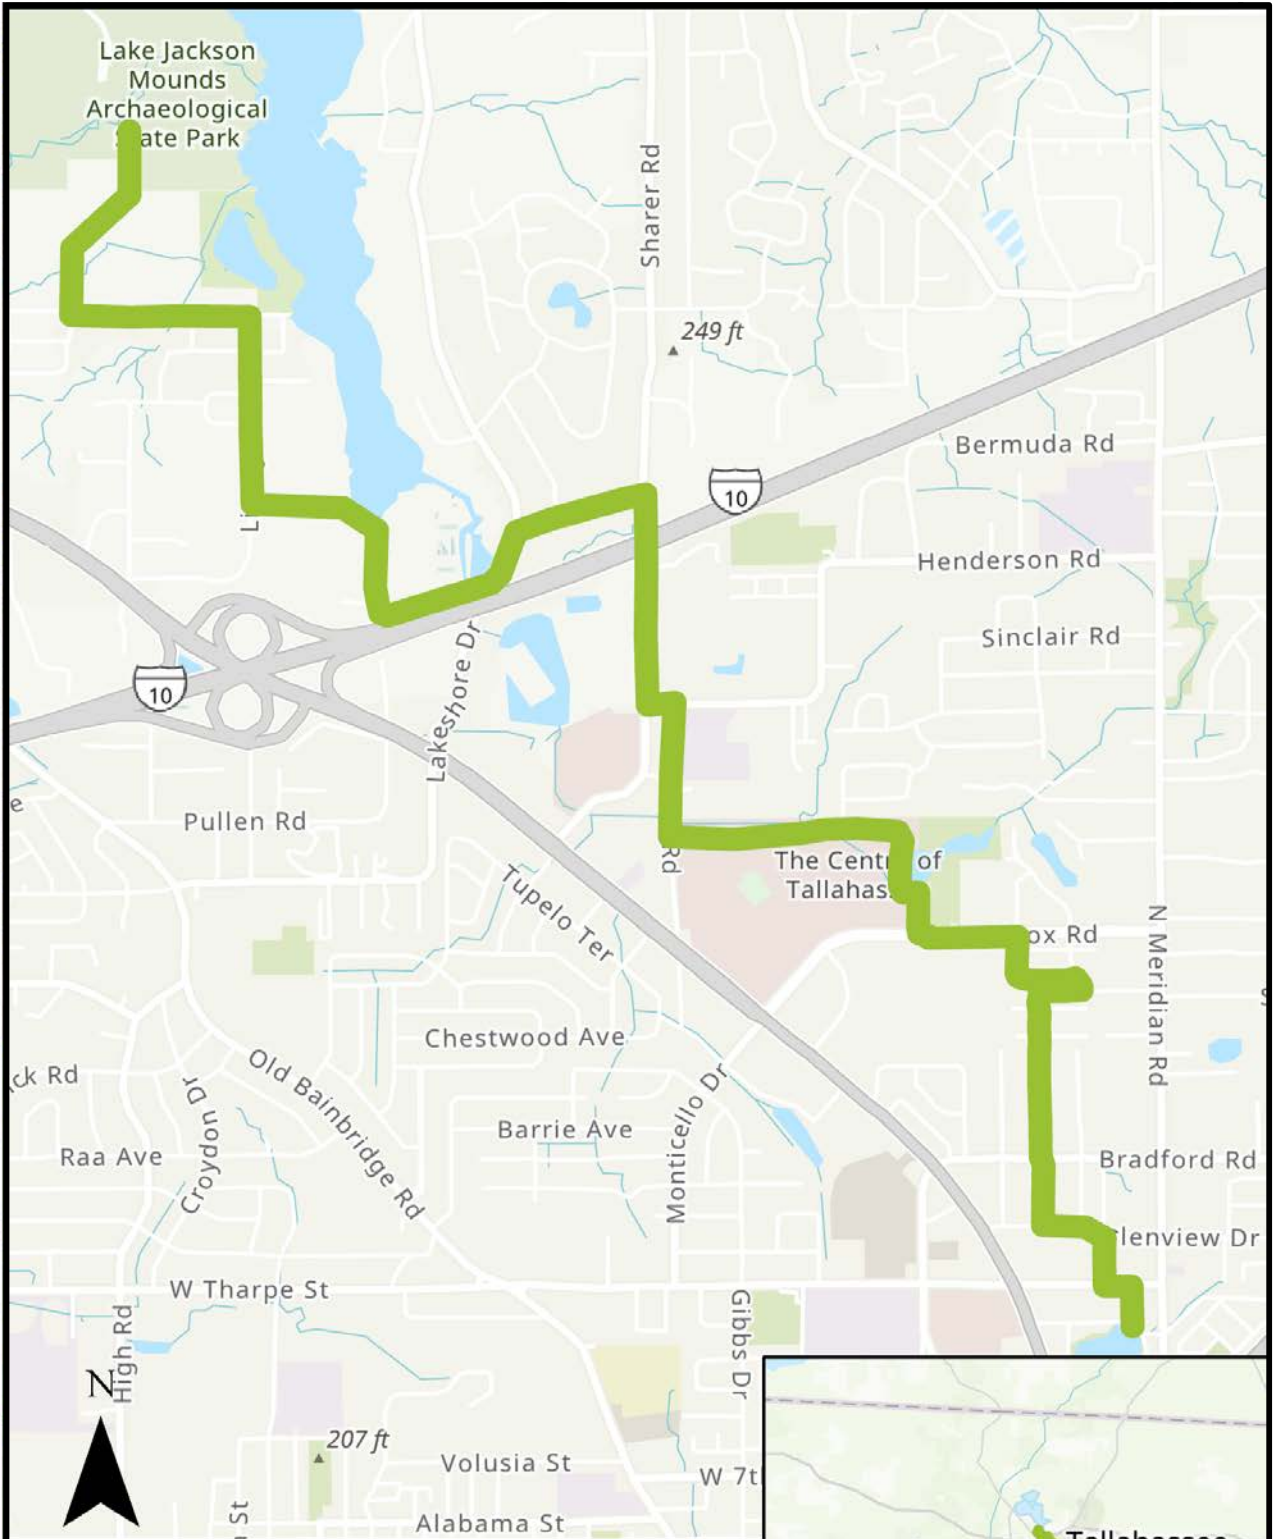 Lake Jackson
Mounds
Archaeological
ate Park
Sharer Rd
249 ft
Bermuda Rd
10
Li
Henderson Rd
Sinclair Rd
10
Lakeshore Dr
Pullen Rd
e
Rd
The Cent of
Tallahas
Tupelo Ter
ox Rd
N Meridian Rd
Chestwood Ave
Old Bainbridge Rd
ck Rd
Croydon Dr
Monticello Dr
Barrie Ave
Raa Ave
Bradford Rd
lenview Dr
W Tharpe St
High Rd
Gibbs Dr
N
207 ft
Volusia St
W 7t
St
Alabama St
Tallahassee